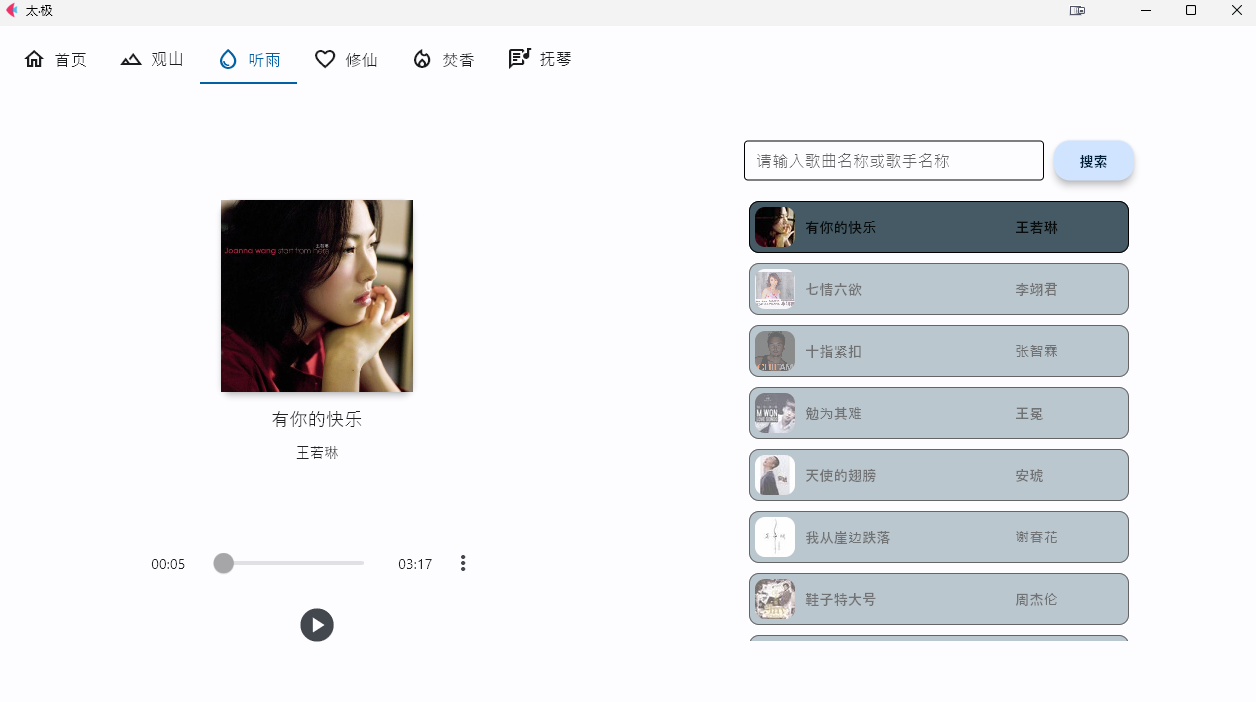 太·极
首页 观山 听雨 修仙 焚香 抚琴
请输入歌曲名称或歌手名称 搜索
Joanna wang start from here 王若琳
有你的快乐
王若琳
00:05 03:17
有你的快乐 王若琳
七情六欲 李翊君
十指紧扣 张智霖
勉为其难 王冕
天使的翅膀 安琥
我从崖边跌落 谢春花
鞋子特大号 周杰伦